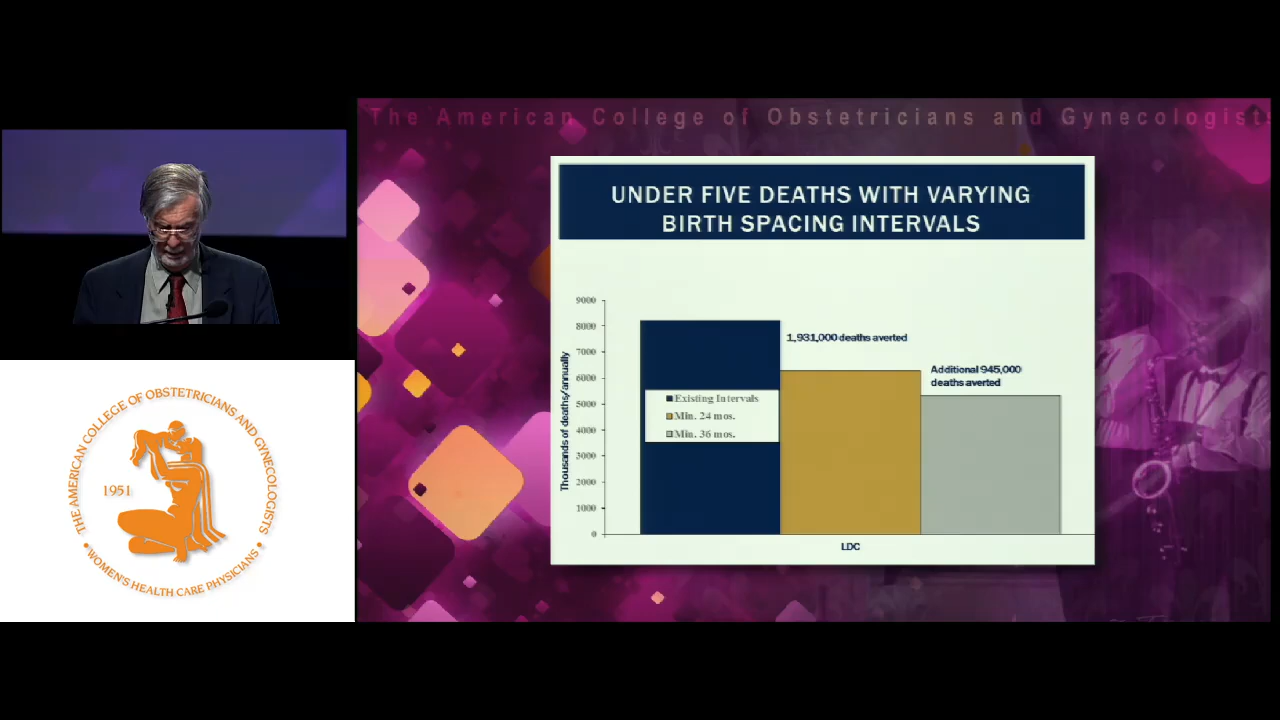 The American College of Obstetricians and Gynecologists
UNDER FIVE DEATHS WITH VARYING
BIRTH SPACING INTERVALS
9000
8000
7000
6000
5000
4000
3000
2000
1000
0
Thousands of deaths/annually
1,931,000 deaths averted
Additional 945,000
deaths averted
Existing Intervals
Min. 24 mos.
Min. 36 mos.
LDC
THE AMERICAN COLLEGE OF OBSTETRICIANS AND GYNECOLOGISTS
1951
• WOMEN'S HEALTH CARE PHYSICIANS •